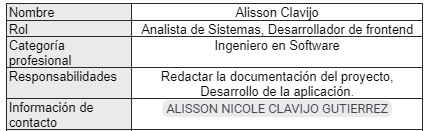 Nombre Alisson Clavijo
Rol Analista de Sistemas, Desarrollador de frontend
Categoría profesional Ingeniero en Software
Responsabilidades Redactar la documentación del proyecto,
Desarrollo de la aplicación.
Información de contacto ALISSON NICOLE CLAVIJO GUTIERREZ